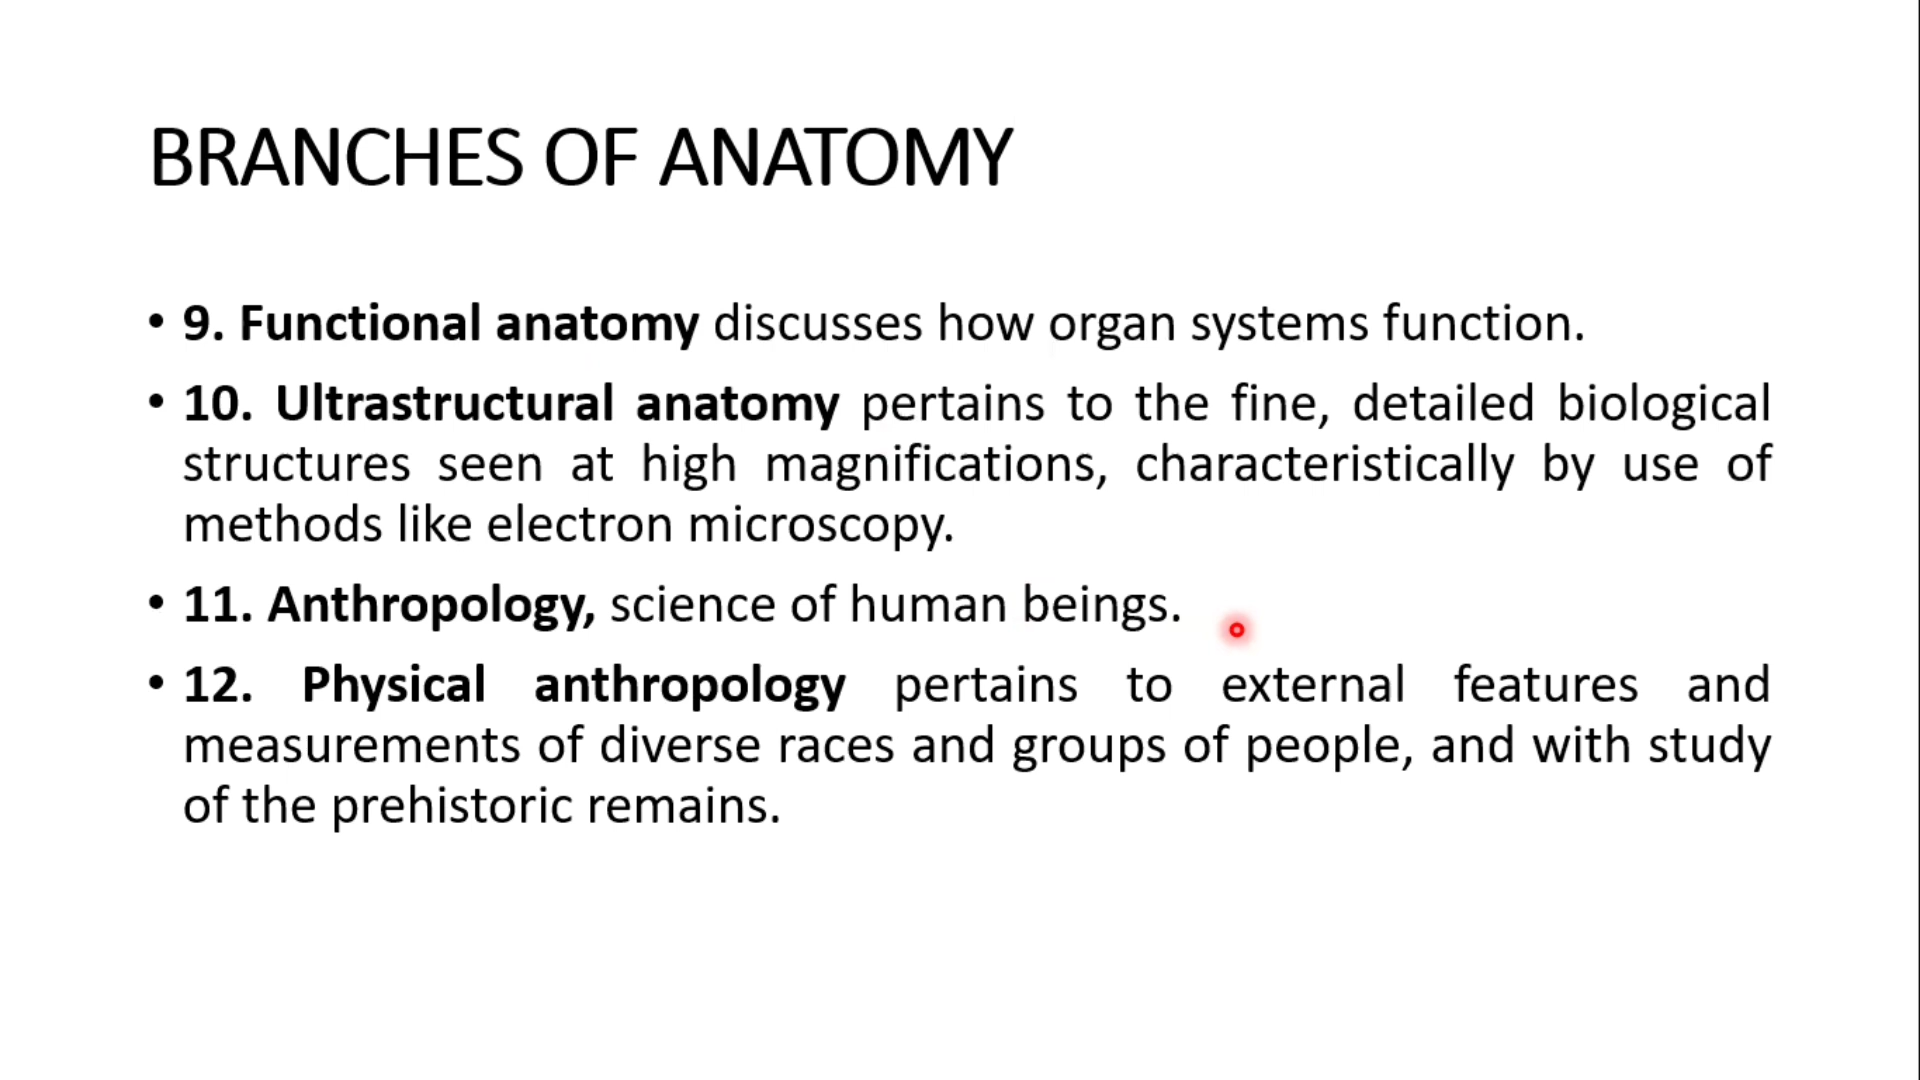 BRANCHES OF ANATOMY
• 9. Functional anatomy discusses how organ systems function.
• 10. Ultrastructural anatomy pertains to the fine, detailed biological
structures seen at high magnifications, characteristically by use of
methods like electron microscopy.
• 11. Anthropology, science of human beings.
• 12. Physical anthropology pertains to external features and
measurements of diverse races and groups of people, and with study
of the prehistoric remains.